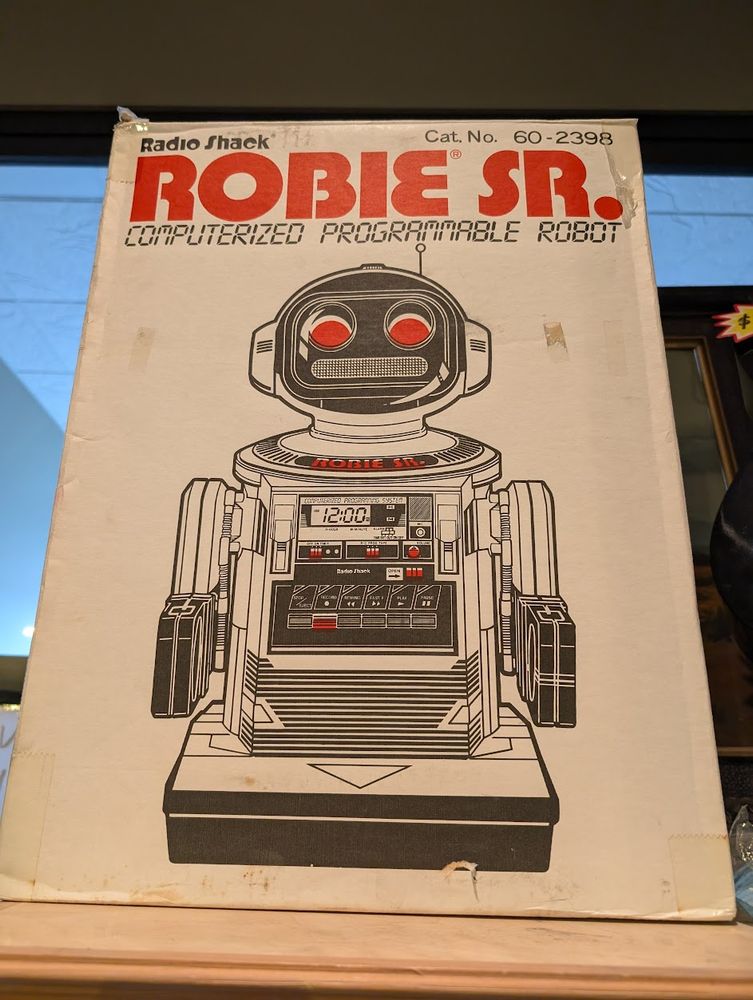 Radio Shack
Cat. No. 60-2398
ROBIE® SR.
COMPUTERIZED PROGRAMMABLE ROBOT
ROBIE SR.
COMPUTERIZED PROGRAMMING SYSTEM
12:00
VOLUME
Radio Shack
OPEN
RECORD REWIND PLAY PAUSE
$